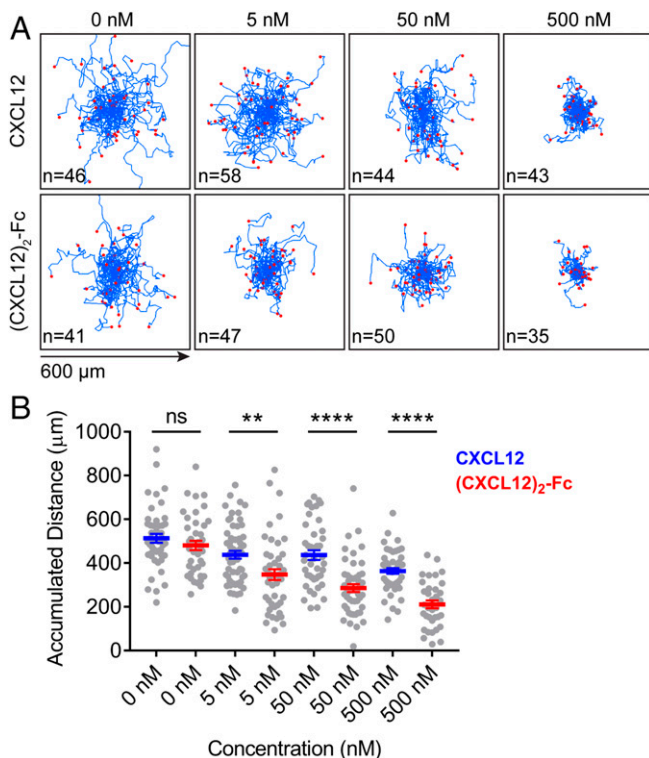 A
0 nM 5 nM 50 nM 500 nM
CXCL12
n=46 n=58 n=44 n=43
(CXCL12)₂-Fc
n=41 n=47 n=50 n=35
600 μm
B
ns ** **** ****
CXCL12
(CXCL12)₂-Fc
Accumulated Distance (μm)
1000
800
600
400
200
0
0 nM 0 nM 5 nM 5 nM 50 nM 50 nM 500 nM 500 nM
Concentration (nM)